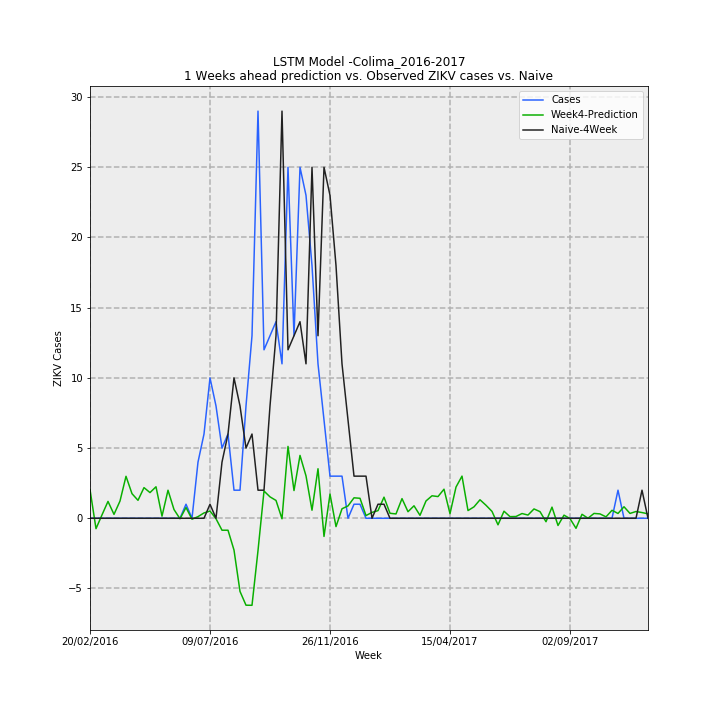 LSTM Model -Colima_2016-2017
1 Weeks ahead prediction vs. Observed ZIKV cases vs. Naive
Cases
Week4-Prediction
Naive-4Week
30
25
20
15
10
5
0
−5
ZIKV Cases
20/02/2016
09/07/2016
26/11/2016
15/04/2017
02/09/2017
Week